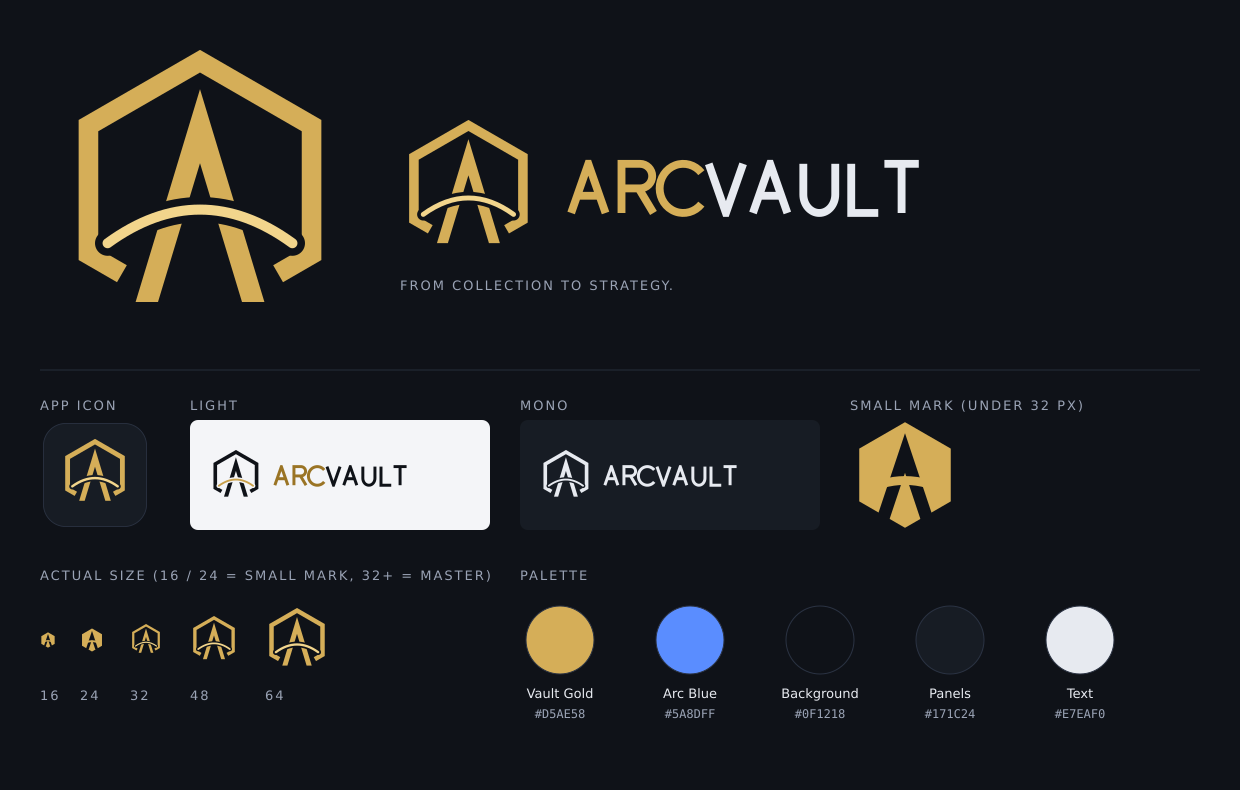 ARCVAULT
FROM COLLECTION TO STRATEGY.
APP ICON
LIGHT
MONO
SMALL MARK (UNDER 32 PX)
ARCVAULT
ARCVAULT
ACTUAL SIZE (16 / 24 = SMALL MARK, 32+ = MASTER)
PALETTE
16
24
32
48
64
Vault Gold
Arc Blue
Background
Panels
Text
#D5AE58
#5A8DFF
#0F1218
#171C24
#E7EAF0